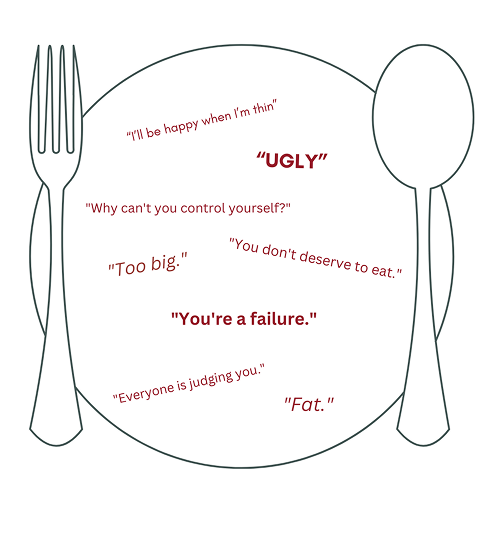 “I’ll be happy when I’m thin”
“UGLY”
"Why can't you control yourself?"
"You don't deserve to eat."
"Too big."
"You're a failure."
"Everyone is judging you."
"Fat."